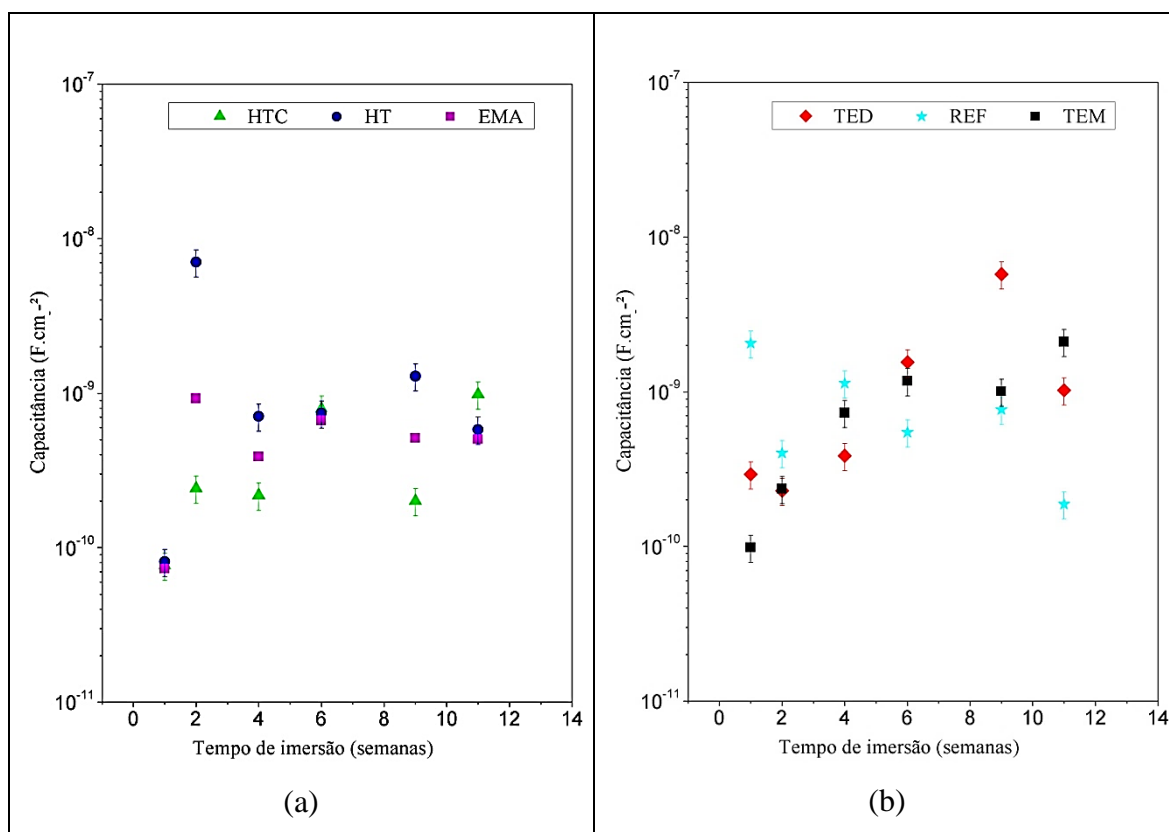 10⁻⁷
HTC HT EMA
10⁻⁸
10⁻⁹
10⁻¹⁰
10⁻¹¹
Capacitância (F.cm-²)
0 2 4 6 8 10 12 14
Tempo de imersão (semanas)
(a)
10⁻⁷
TED REF TEM
10⁻⁸
10⁻⁹
10⁻¹⁰
10⁻¹¹
Capacitância (F.cm-²)
0 2 4 6 8 10 12 14
Tempo de imersão (semanas)
(b)